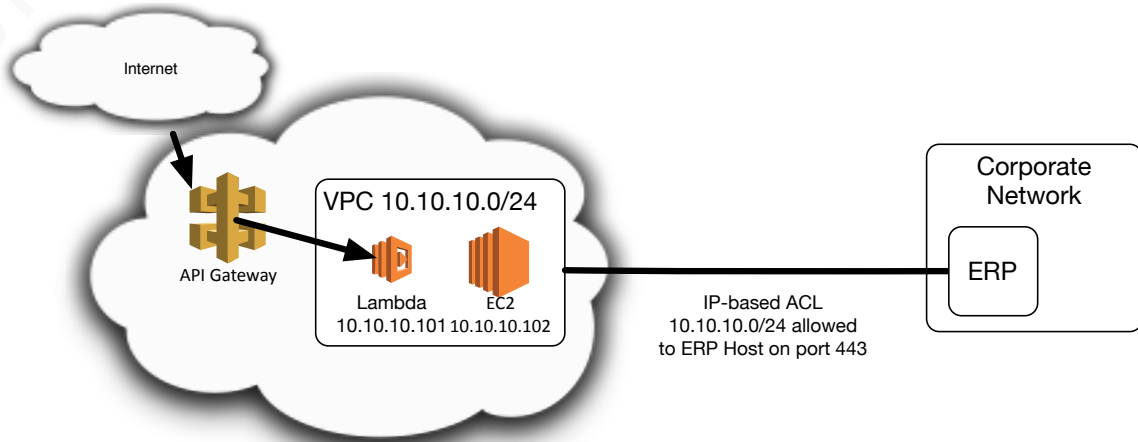 Internet
API Gateway
VPC 10.10.10.0/24
Lambda
10.10.10.101
EC2
10.10.10.102
IP-based ACL
10.10.10.0/24 allowed
to ERP Host on port 443
Corporate
Network
ERP